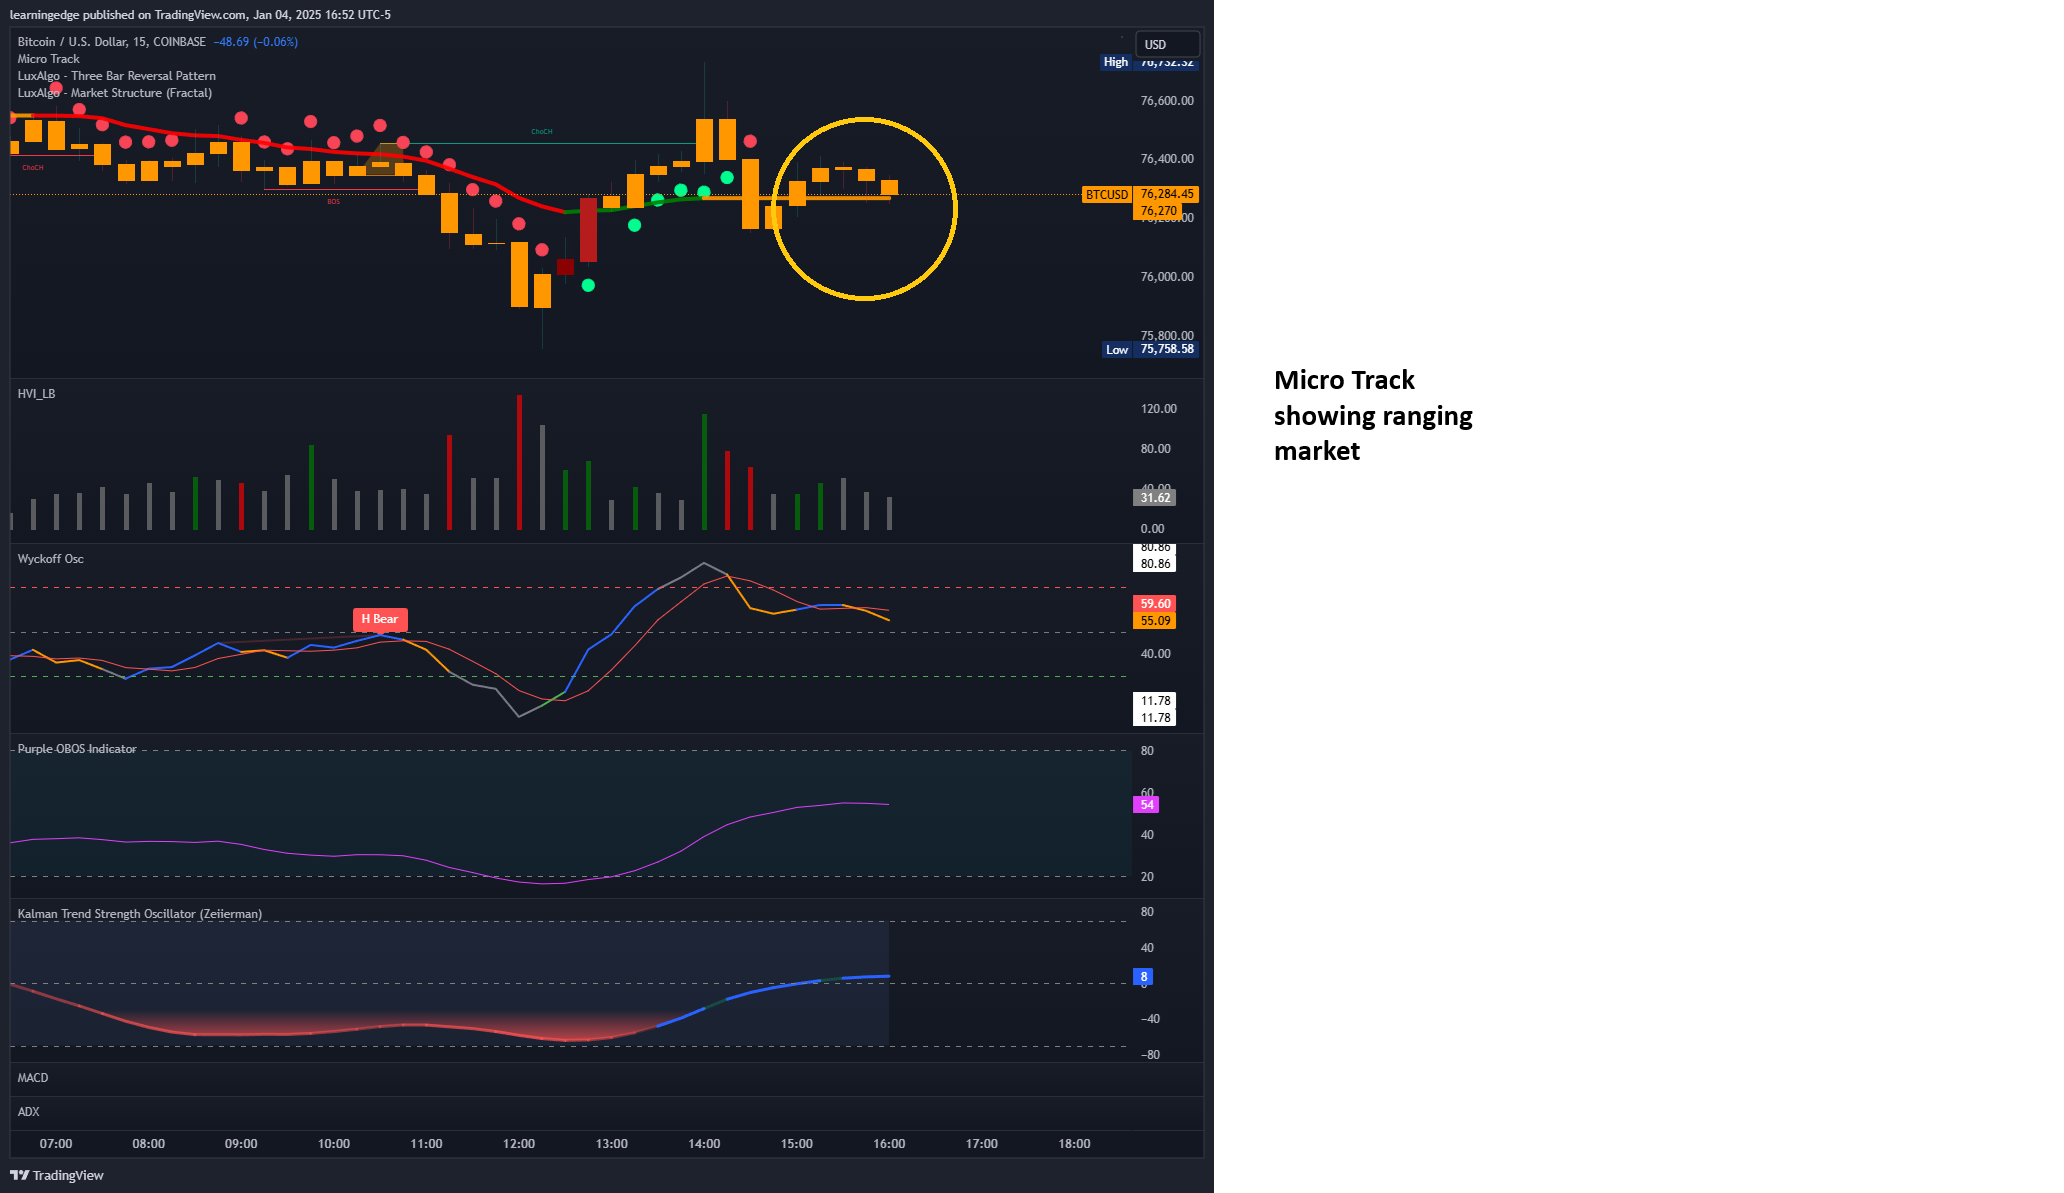 learningedge published on TradingView.com, Jan 04, 2025 16:52 UTC-5
Bitcoin / U.S. Dollar, 15, COINBASE −48.69 (−0.06%)
USD
Micro Track
High 76,732.32
LuxAlgo - Three Bar Reversal Pattern
LuxAlgo - Market Structure (Fractal)
76,600.00
ChoCH
76,400.00
ChoCH
BTCUSD 76,284.45
BOS
76,270
76,200.00
76,000.00
75,800.00
Low 75,758.58
Micro Track
showing ranging
market
HVI_LB
120.00
80.00
40.00
31.62
0.00
Wyckoff Osc
80.86
80.86
59.60
H Bear
55.09
40.00
11.78
11.78
Purple OBOS Indicator
80
60
54
40
20
Kalman Trend Strength Oscillator (Zeiierman)
80
40
8
0
−40
−80
MACD
ADX
07:00 08:00 09:00 10:00 11:00 12:00 13:00 14:00 15:00 16:00 17:00 18:00
TradingView